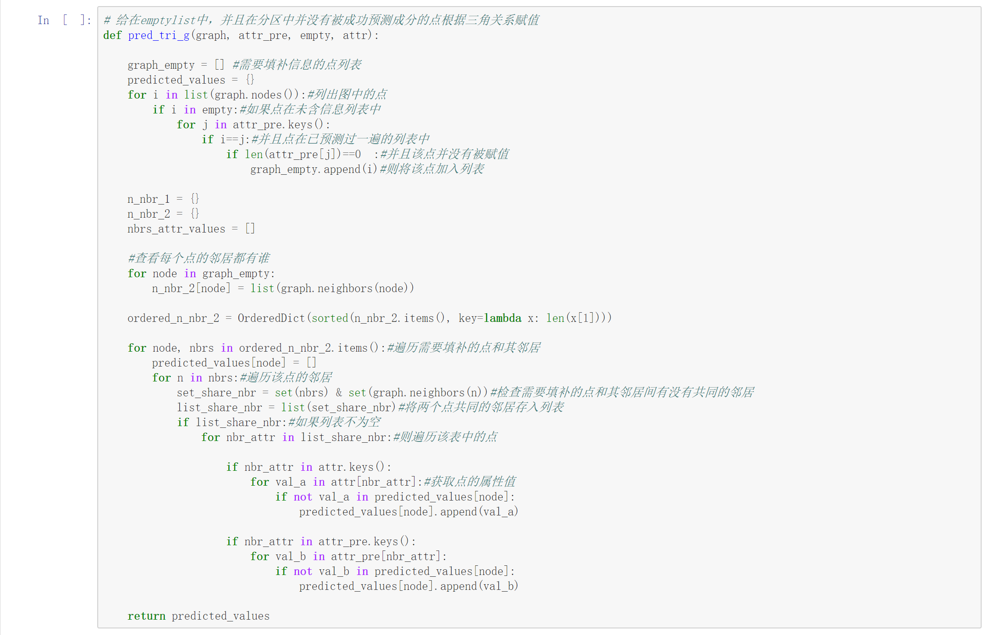 In [ ]:
# 给在emptylist中，并且在分区中并没有被成功预测成分的点根据三角关系赋值
def pred_tri_g(graph, attr_pre, empty, attr):
    graph_empty = [] #需要填补信息的点列表
    predicted_values = {}
    for i in list(graph.nodes()):#列出图中的点
        if i in empty:#如果点在未含信息列表中
            for j in attr_pre.keys():
                if i==j:#并且点在已预测过一遍的列表中
                    if len(attr_pre[j])==0  :#并且该点并没有被赋值
                        graph_empty.append(i)#则将该点加入列表
    n_nbr_1 = {}
    n_nbr_2 = {}
    nbrs_attr_values = []
    #查看每个点的邻居都有谁
    for node in graph_empty:
        n_nbr_2[node] = list(graph.neighbors(node))
    ordered_n_nbr_2 = OrderedDict(sorted(n_nbr_2.items(), key=lambda x: len(x[1])))
    for node, nbrs in ordered_n_nbr_2.items():#遍历需要填补的点和其邻居
        predicted_values[node] = []
        for n in nbrs:#遍历该点的邻居
            set_share_nbr = set(nbrs) & set(graph.neighbors(n))#检查需要填补的点和其邻居间有没有共同的邻居
            list_share_nbr = list(set_share_nbr)#将两个点共同的邻居存入列表
            if list_share_nbr:#如果列表不为空
                for nbr_attr in list_share_nbr:#则遍历该表中的点
                    if nbr_attr in attr.keys():
                        for val_a in attr[nbr_attr]:#获取点的属性值
                            if not val_a in predicted_values[node]:
                                predicted_values[node].append(val_a)
                    if nbr_attr in attr_pre.keys():
                        for val_b in attr_pre[nbr_attr]:
                            if not val_b in predicted_values[node]:
                                predicted_values[node].append(val_b)
    return predicted_values